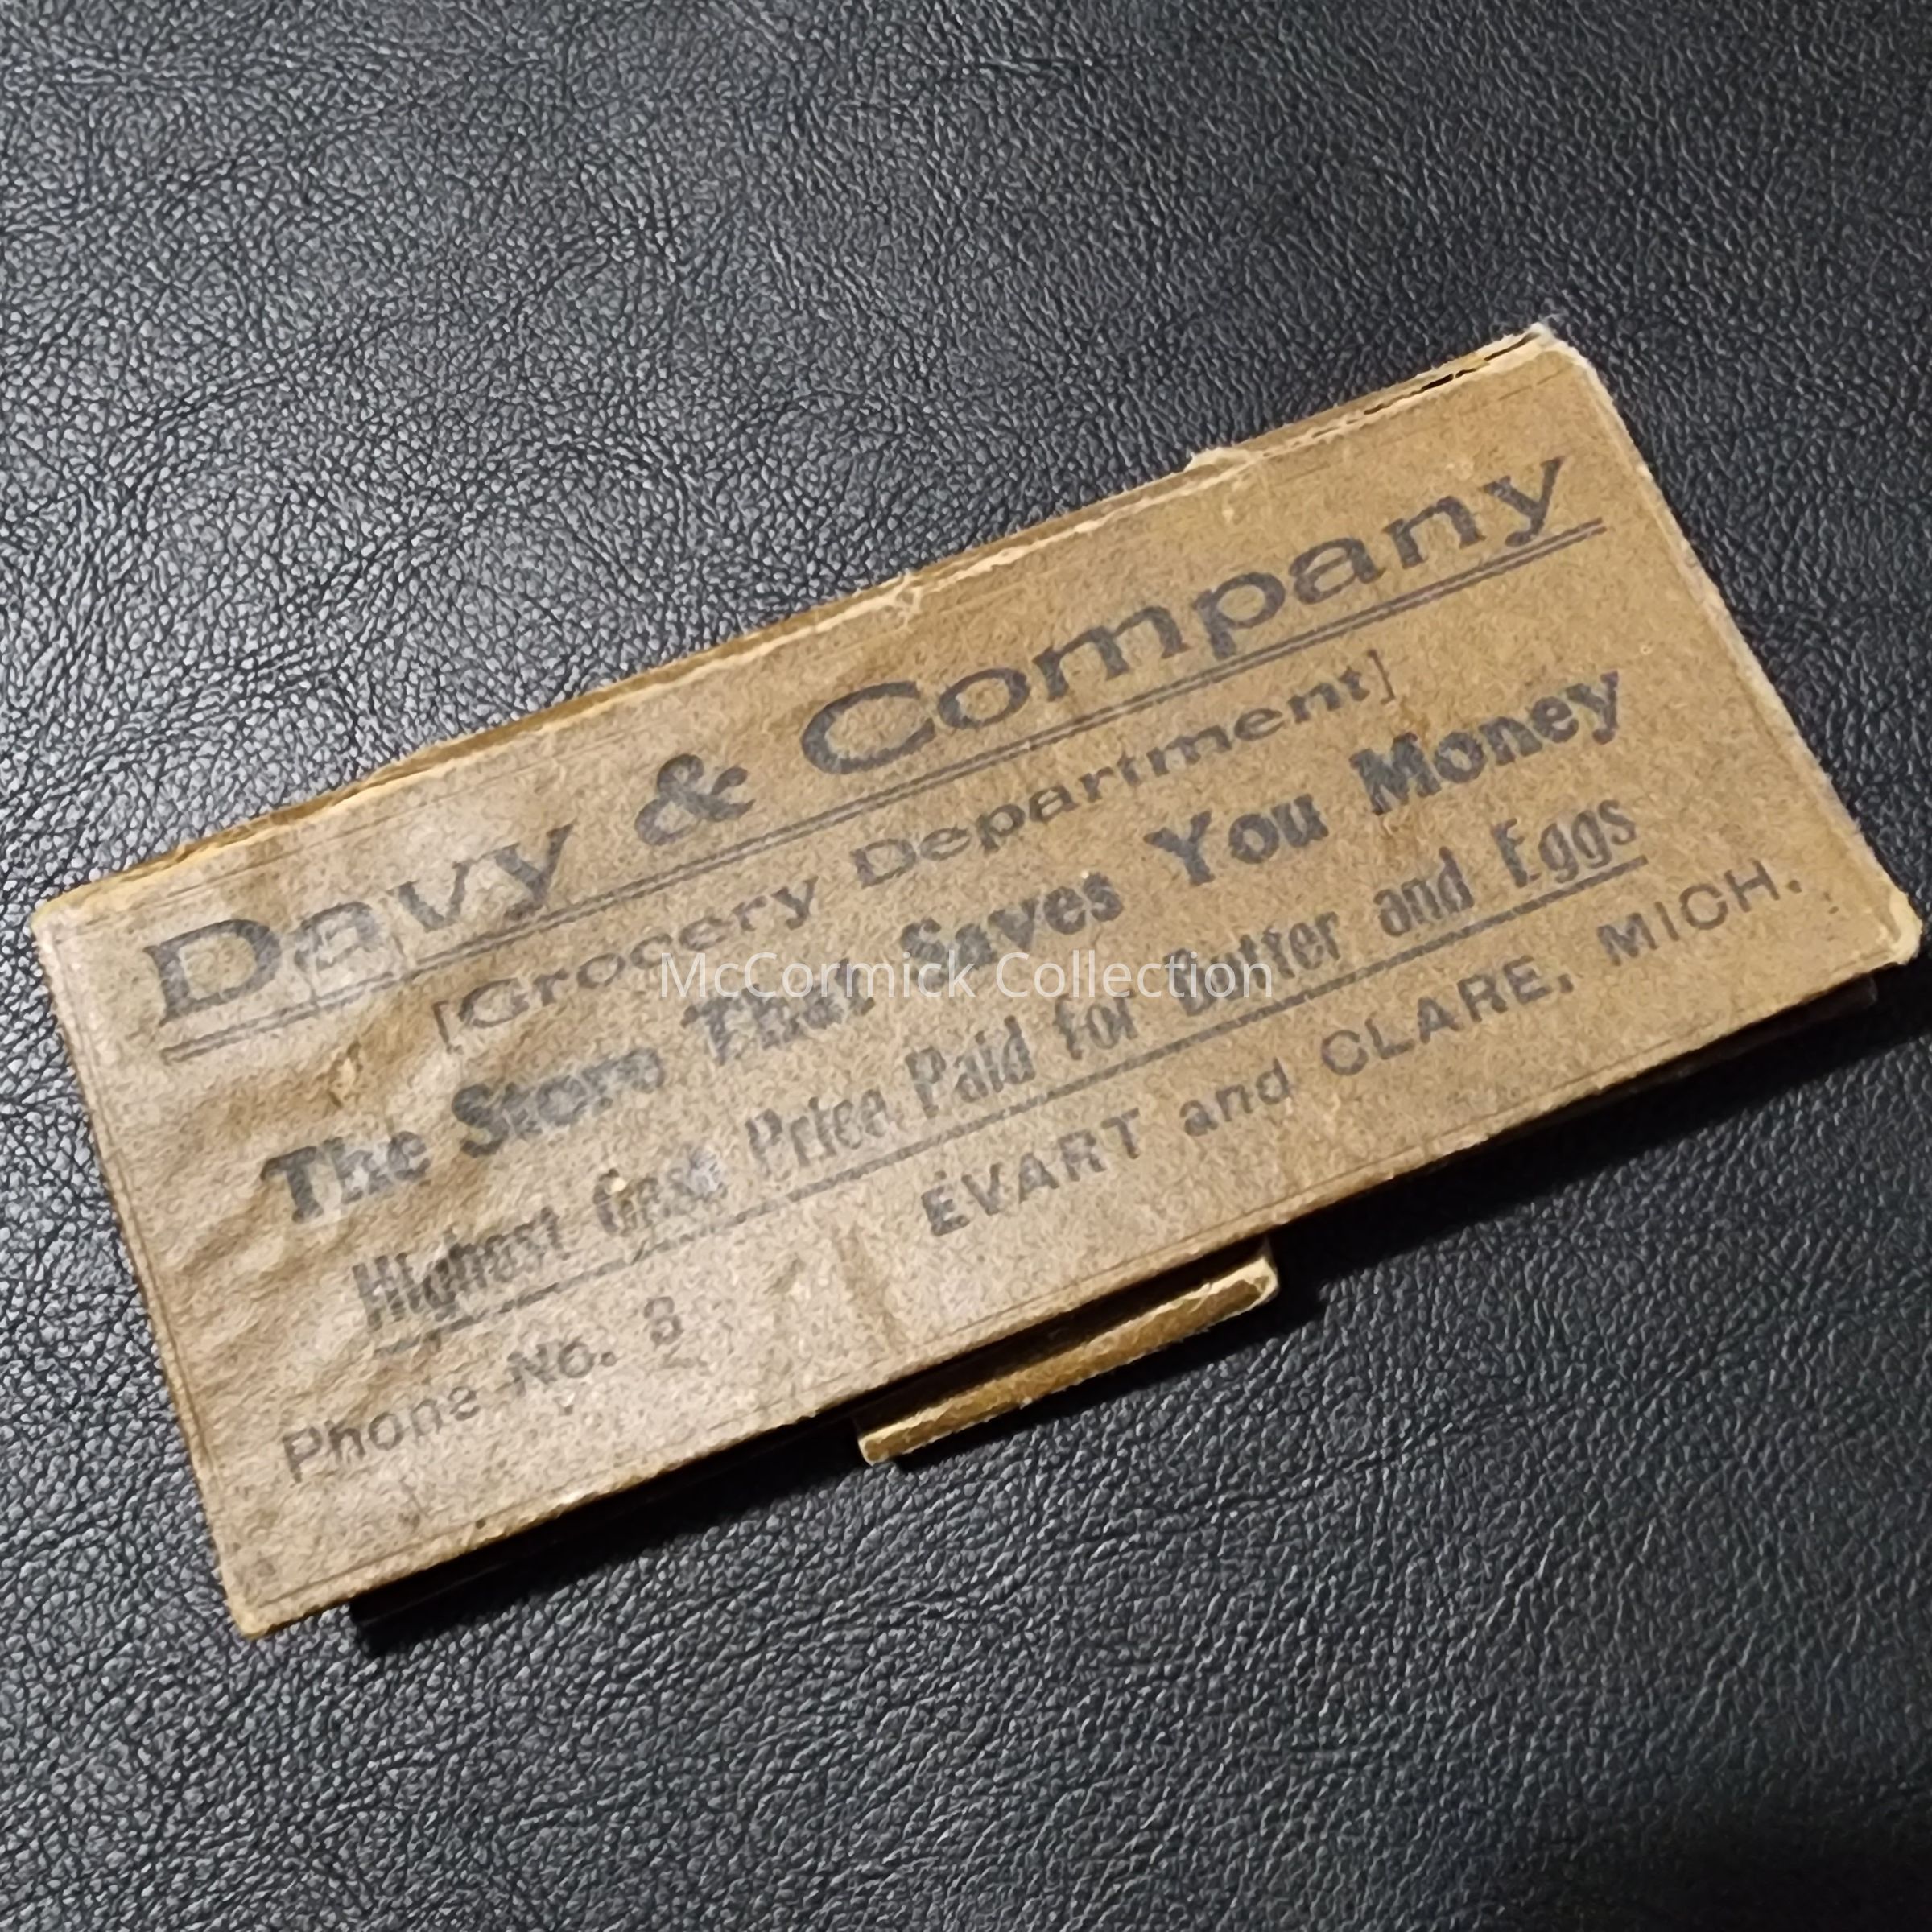 Davy & Company
[Grocery Department]
The Store That Saves You Money
Highest Cash Price Paid for Butter and Eggs
Phone No. 8
EVART and CLARE, MICH.
McCormick Collection